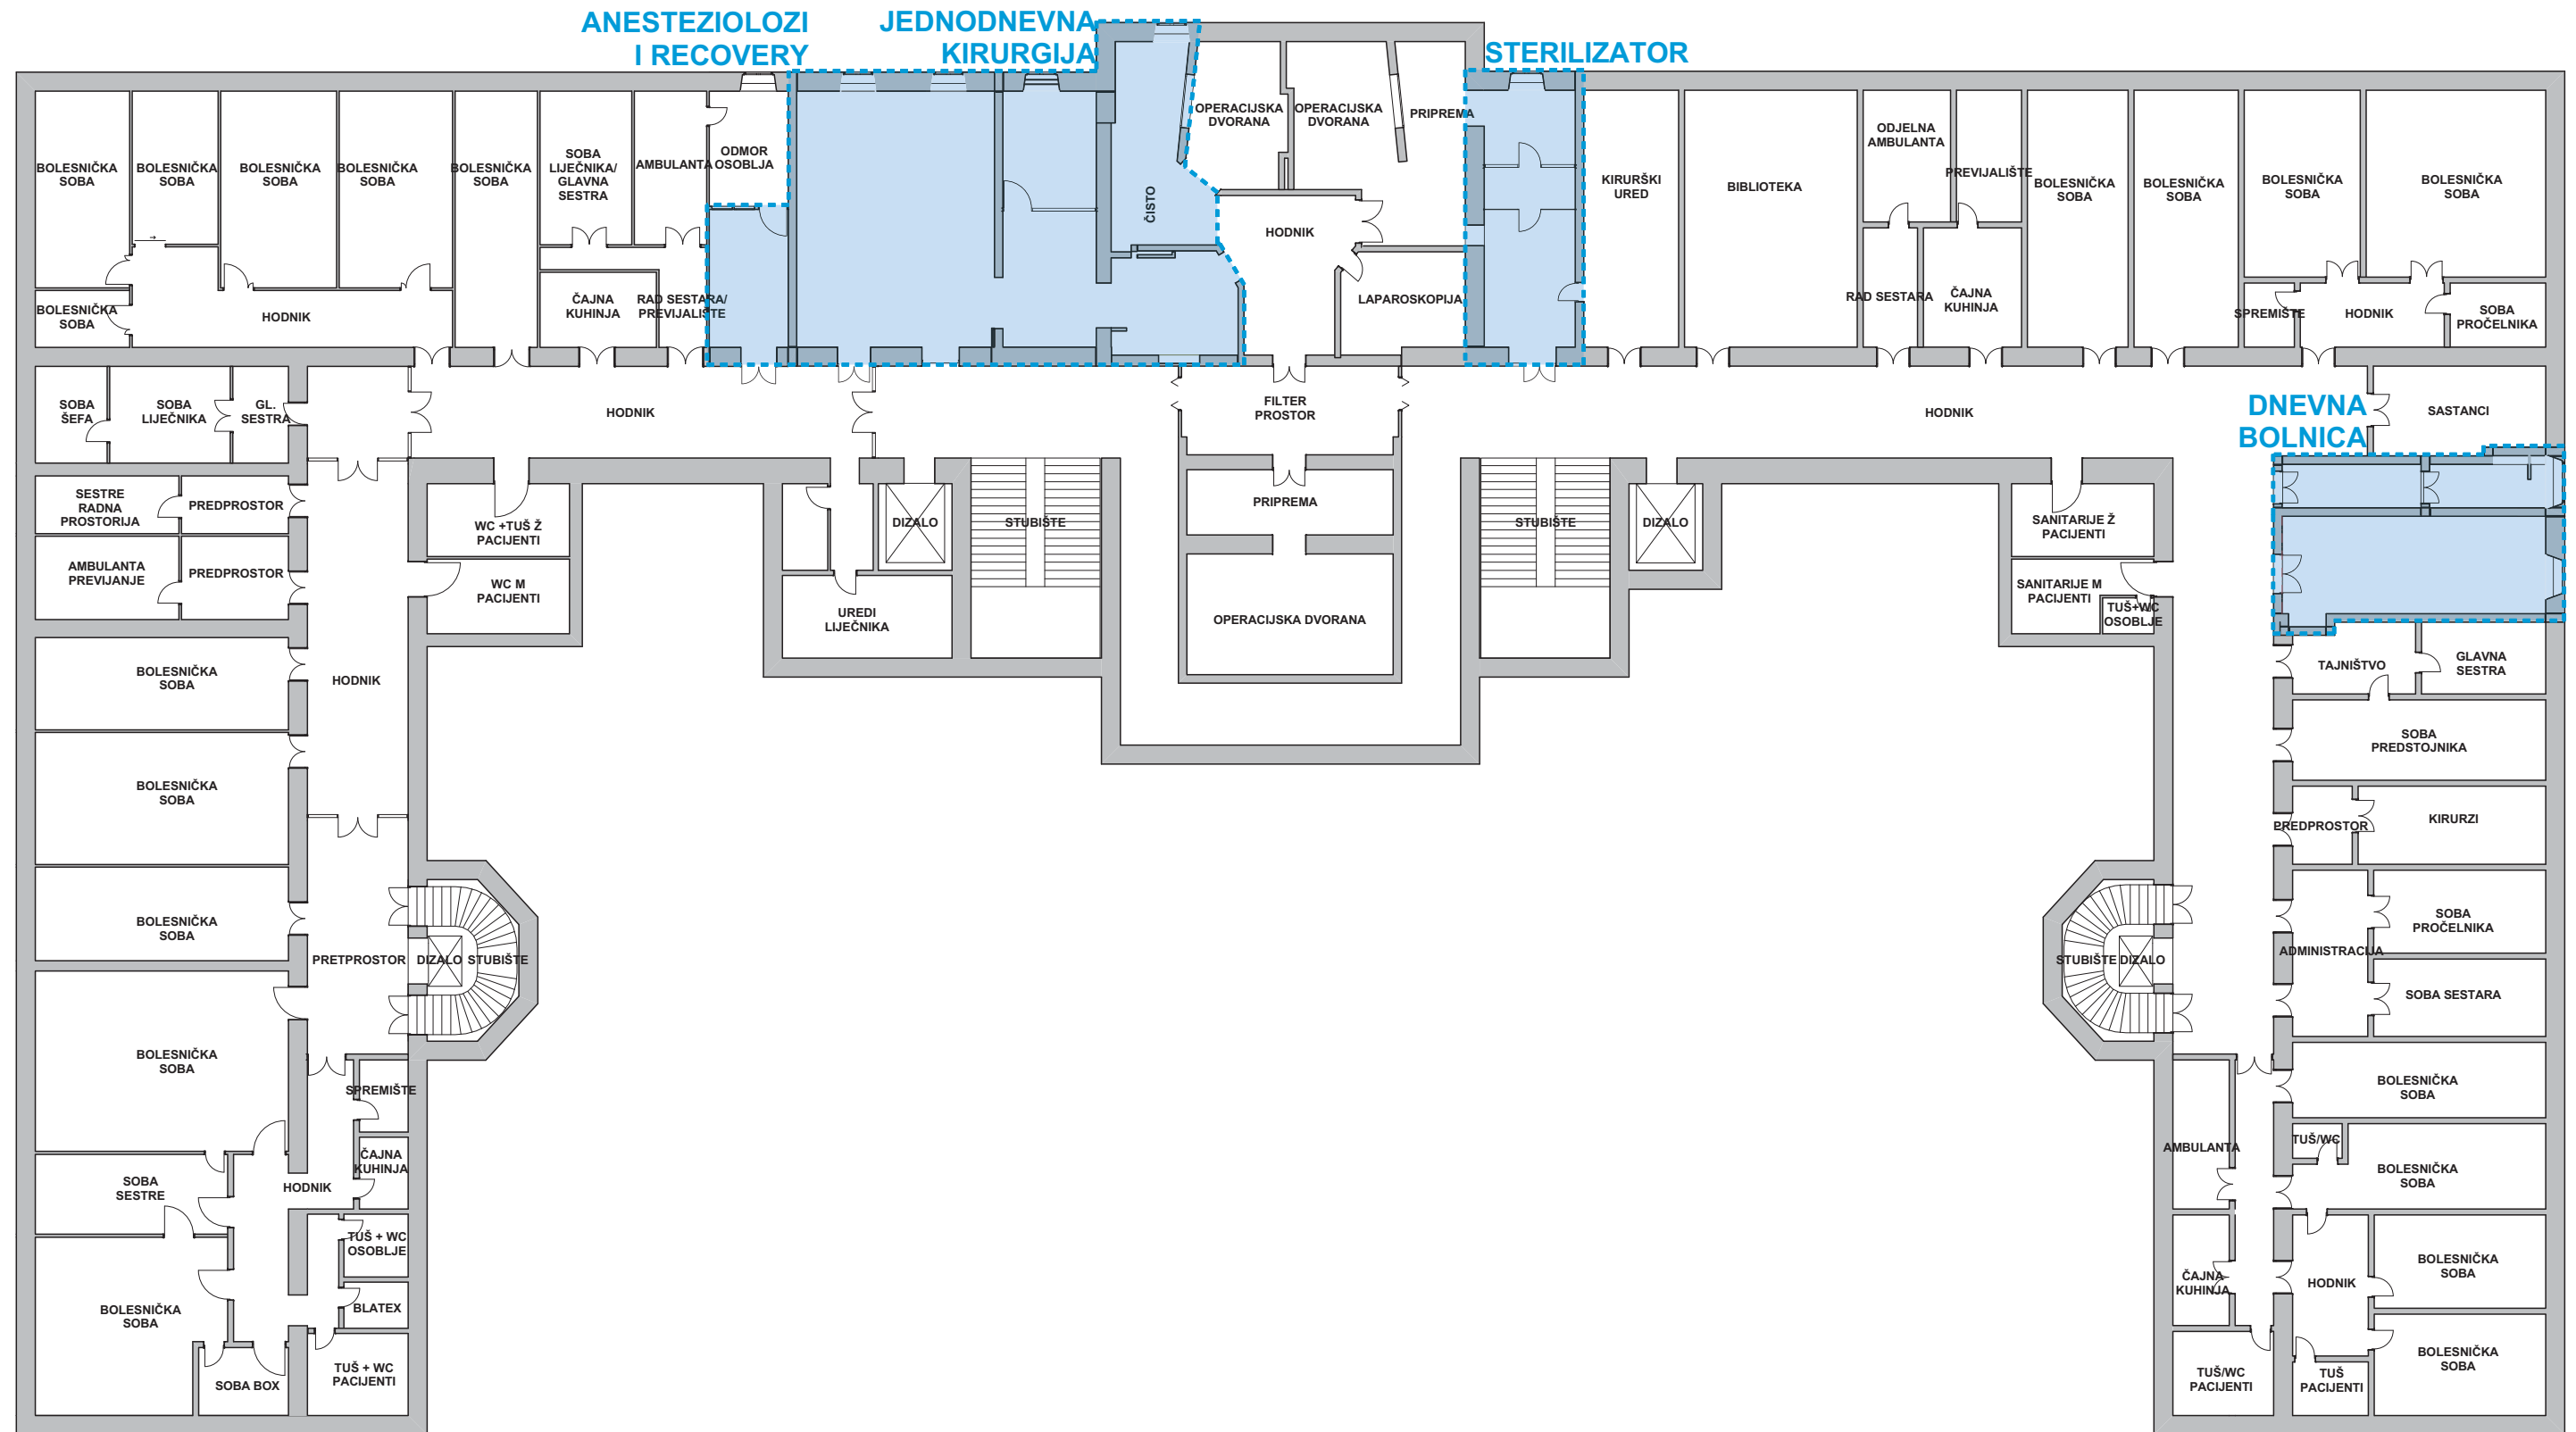 ANESTEZIOLOZI
I RECOVERY
JEDNODNEVNA
KIRURGIJA
STERILIZATOR
DNEVNA
BOLNICA
BOLESNIČKA
SOBA
BOLESNIČKA
SOBA
BOLESNIČKA
SOBA
BOLESNIČKA
SOBA
BOLESNIČKA
SOBA
SOBA
LIJEČNIKA/
GLAVNA
SESTRA
AMBULANTA
ODMOR
OSOBLJA
ČISTO
OPERACIJSKA
DVORANA
OPERACIJSKA
DVORANA
PRIPREMA
HODNIK
LAPAROSKOPIJA
KIRURŠKI
URED
BIBLIOTEKA
ODJELNA
AMBULANTA
PREVIJALIŠTE
BOLESNIČKA
SOBA
BOLESNIČKA
SOBA
BOLESNIČKA
SOBA
BOLESNIČKA
SOBA
BOLESNIČKA
SOBA
HODNIK
ČAJNA
KUHINJA
RAD SESTARA/
PREVIJALIŠTE
RAD SESTARA
ČAJNA
KUHINJA
SPREMIŠTE
HODNIK
SOBA
PROČELNIKA
SOBA
ŠEFA
SOBA
LIJEČNIKA
GL.
SESTRA
HODNIK
FILTER
PROSTOR
HODNIK
SASTANCI
SESTRE
RADNA
PROSTORIJA
PREDPROSTOR
WC +TUŠ Ž
PACIJENTI
DIZALO
STUBIŠTE
PRIPREMA
STUBIŠTE
DIZALO
SANITARIJE Ž
PACIJENTI
AMBULANTA
PREVIJANJE
PREDPROSTOR
WC M
PACIJENTI
UREDI
LIJEČNIKA
OPERACIJSKA DVORANA
SANITARIJE M
PACIJENTI
TUŠ+WC
OSOBLJE
BOLESNIČKA
SOBA
HODNIK
TAJNIŠTVO
GLAVNA
SESTRA
SOBA
PREDSTOJNIKA
BOLESNIČKA
SOBA
PREDPROSTOR
KIRURZI
BOLESNIČKA
SOBA
SOBA
PROČELNIKA
PRETPROSTOR
DIZALO
STUBIŠTE
STUBIŠTE
DIZALO
ADMINISTRACIJA
SOBA SESTARA
BOLESNIČKA
SOBA
SPREMIŠTE
BOLESNIČKA
SOBA
ČAJNA
KUHINJA
AMBULANTA
TUŠ/WC
BOLESNIČKA
SOBA
SOBA
SESTRE
HODNIK
TUŠ + WC
OSOBLJE
BOLESNIČKA
SOBA
BOLESNIČKA
SOBA
BLATEX
ČAJNA
KUHINJA
HODNIK
SOBA BOX
TUŠ + WC
PACIJENTI
TUŠ/WC
PACIJENTI
TUŠ
PACIJENTI
BOLESNIČKA
SOBA